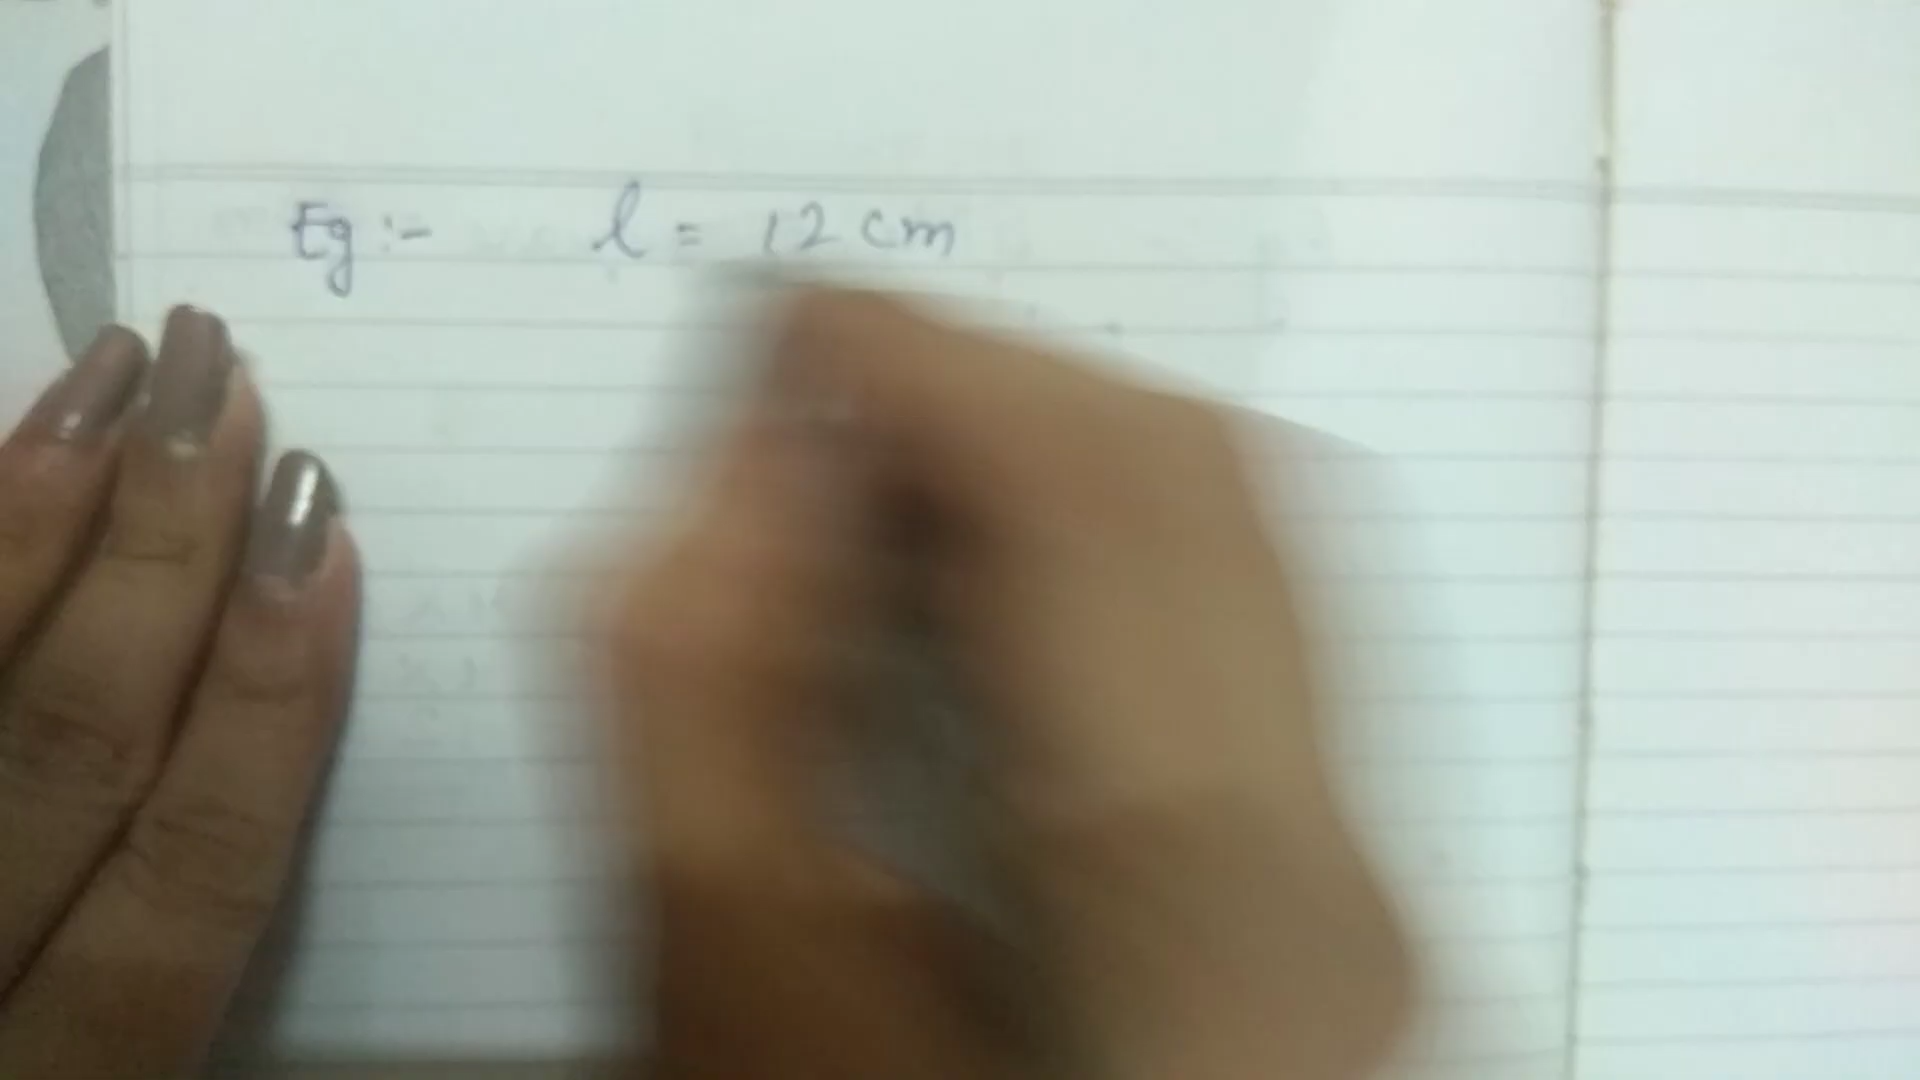 Eg :- l = 12 cm